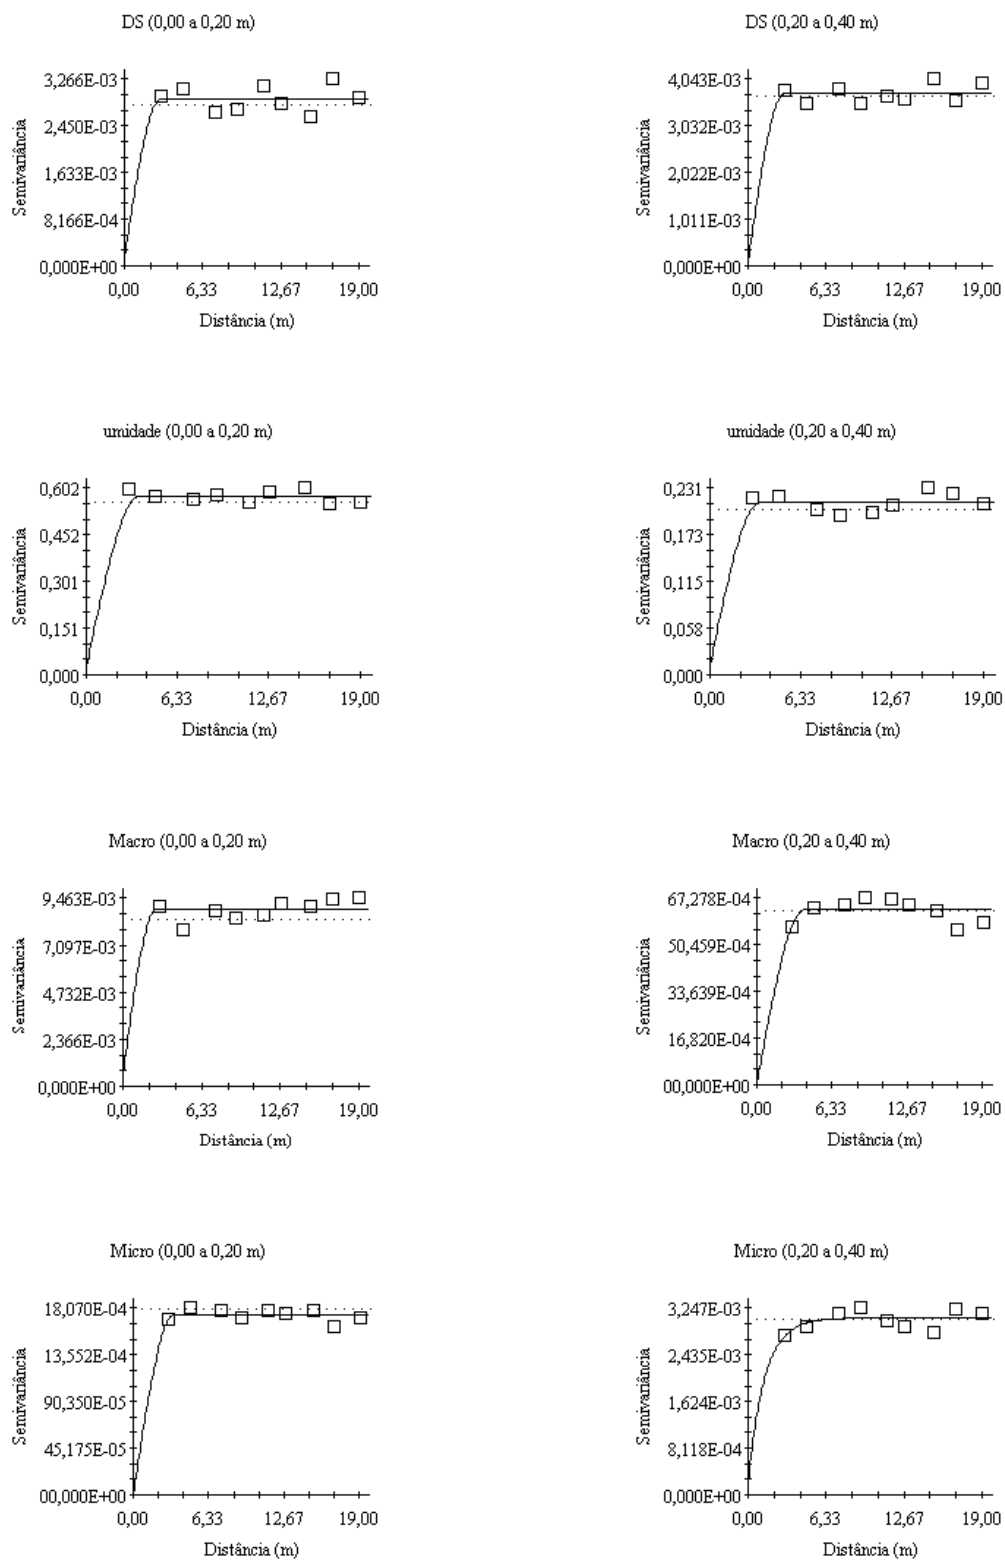 DS (0,00 a 0,20 m)
3,266E-03
2,450E-03
1,633E-03
8,166E-04
0,000E+00
Semivariância
0,00 6,33 12,67 19,00
Distância (m)
DS (0,20 a 0,40 m)
4,043E-03
3,032E-03
2,022E-03
1,011E-03
0,000E+00
Semivariância
0,00 6,33 12,67 19,00
Distância (m)
umidade (0,00 a 0,20 m)
0,602
0,452
0,301
0,151
0,000
Semivariância
0,00 6,33 12,67 19,00
Distância (m)
umidade (0,20 a 0,40 m)
0,231
0,173
0,115
0,058
0,000
Semivariância
0,00 6,33 12,67 19,00
Distância (m)
Macro (0,00 a 0,20 m)
9,463E-03
7,097E-03
4,732E-03
2,366E-03
0,000E+00
Semivariância
0,00 6,33 12,67 19,00
Distância (m)
Macro (0,20 a 0,40 m)
67,278E-04
50,459E-04
33,639E-04
16,820E-04
00,000E+00
Semivariância
0,00 6,33 12,67 19,00
Distância (m)
Micro (0,00 a 0,20 m)
18,070E-04
13,552E-04
90,350E-05
45,175E-05
00,000E+00
Semivariância
0,00 6,33 12,67 19,00
Distância (m)
Micro (0,20 a 0,40 m)
3,247E-03
2,435E-03
1,624E-03
8,118E-04
0,000E+00
Semivariância
0,00 6,33 12,67 19,00
Distância (m)